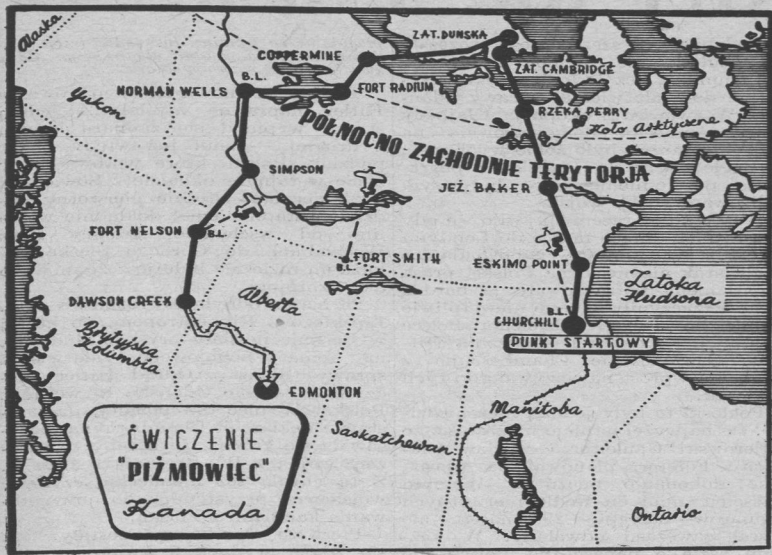 Alaska
Yukon
COPPERMINE
ZAT. DUŃSKA
ZAT. CAMBRIDGE
NORMAN WELLS
B.L.
FORT RADIUM
RZEKA PERRY
Koło Arktyczne
PÓŁNOCNO-ZACHODNIE TERYTORJA
SIMPSON
JEŹ. BAKER
FORT NELSON
B.L.
FORT SMITH
B.L.
ESKIMO POINT
Zatoka
Hudsona
DAWSON CREEK
Alberta
B.L.
CHURCHILL
PUNKT STARTOWY
Brytyjska
Kolumbia
EDMONTON
Manitoba
Saskatchewan
Ontario
ĆWICZENIE
"PIŻMOWIEC"
Kanada